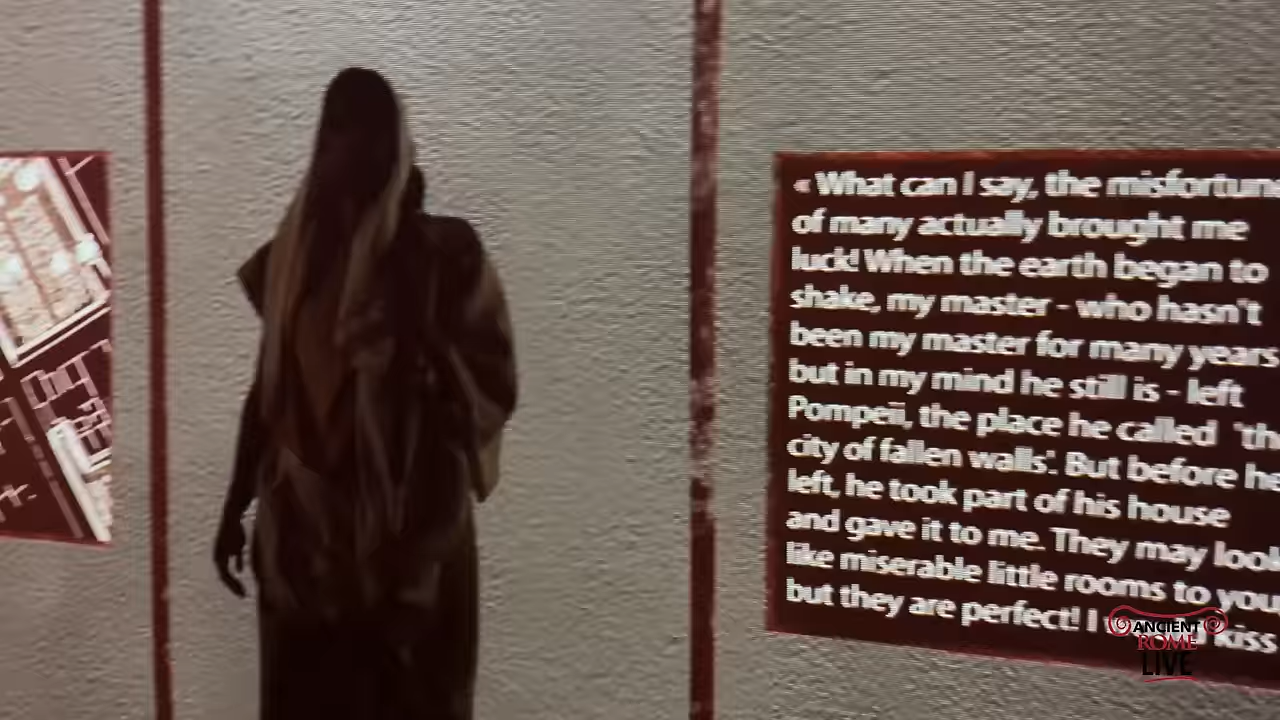 « What can I say, the misfortune
of many actually brought me
luck! When the earth began to
shake, my master - who hasn't
been my master for many years
but in my mind he still is - left
Pompeii, the place he called 'th
city of fallen walls'. But before he
left, he took part of his house
and gave it to me. They may look
like miserable little rooms to you,
but they are perfect! I kiss
ANCIENT
ROME
LIVE